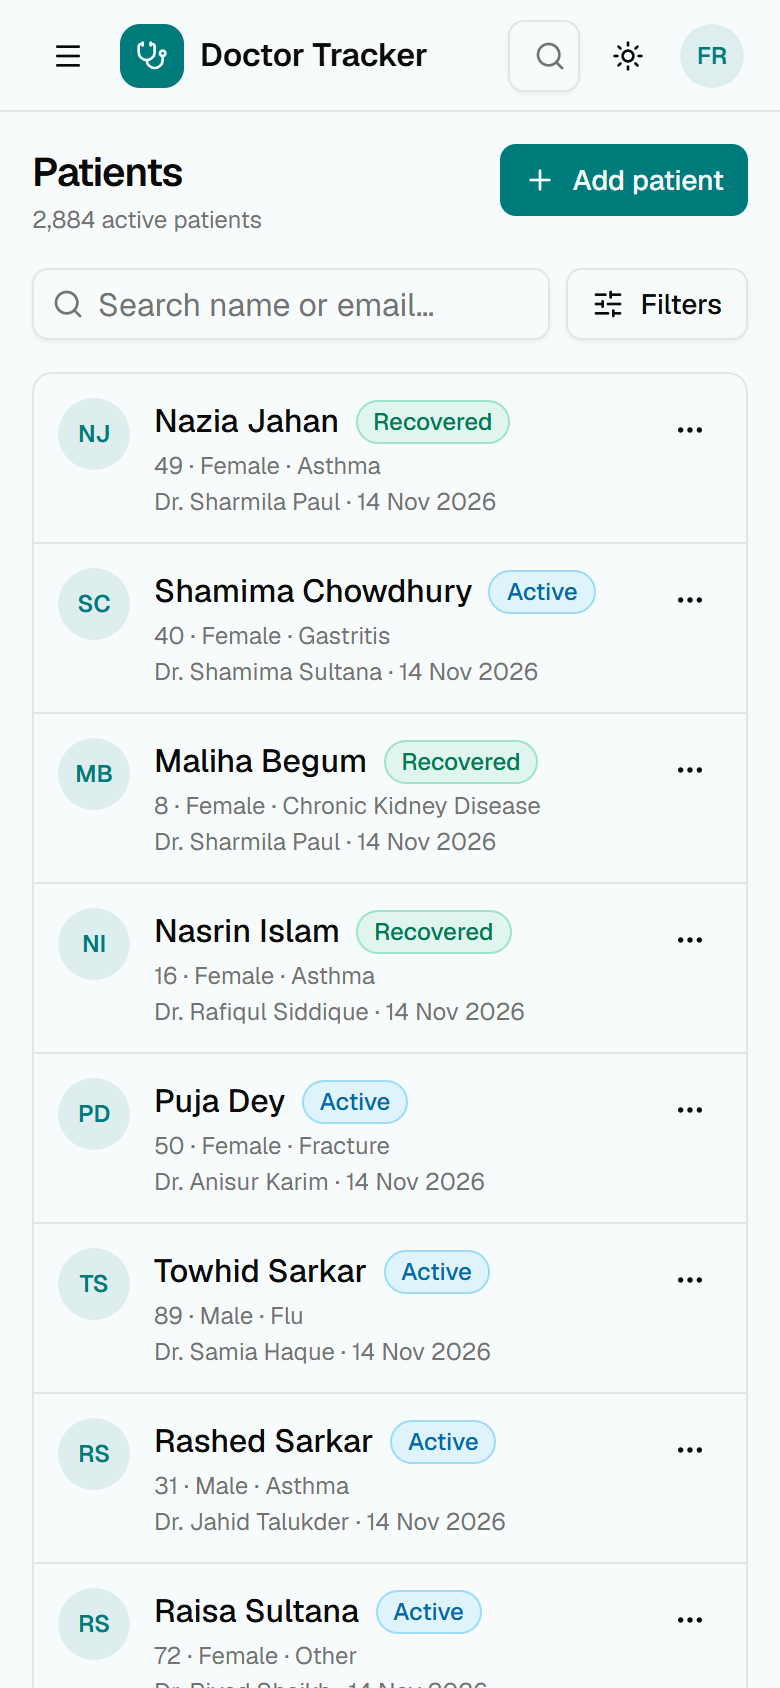 Doctor Tracker
FR
Patients
2,884 active patients
Add patient
Search name or email...
Filters
NJ
Nazia Jahan
Recovered
49 · Female · Asthma
Dr. Sharmila Paul · 14 Nov 2026
SC
Shamima Chowdhury
Active
40 · Female · Gastritis
Dr. Shamima Sultana · 14 Nov 2026
MB
Maliha Begum
Recovered
8 · Female · Chronic Kidney Disease
Dr. Sharmila Paul · 14 Nov 2026
NI
Nasrin Islam
Recovered
16 · Female · Asthma
Dr. Rafiqul Siddique · 14 Nov 2026
PD
Puja Dey
Active
50 · Female · Fracture
Dr. Anisur Karim · 14 Nov 2026
TS
Towhid Sarkar
Active
89 · Male · Flu
Dr. Samia Haque · 14 Nov 2026
RS
Rashed Sarkar
Active
31 · Male · Asthma
Dr. Jahid Talukder · 14 Nov 2026
RS
Raisa Sultana
Active
72 · Female · Other